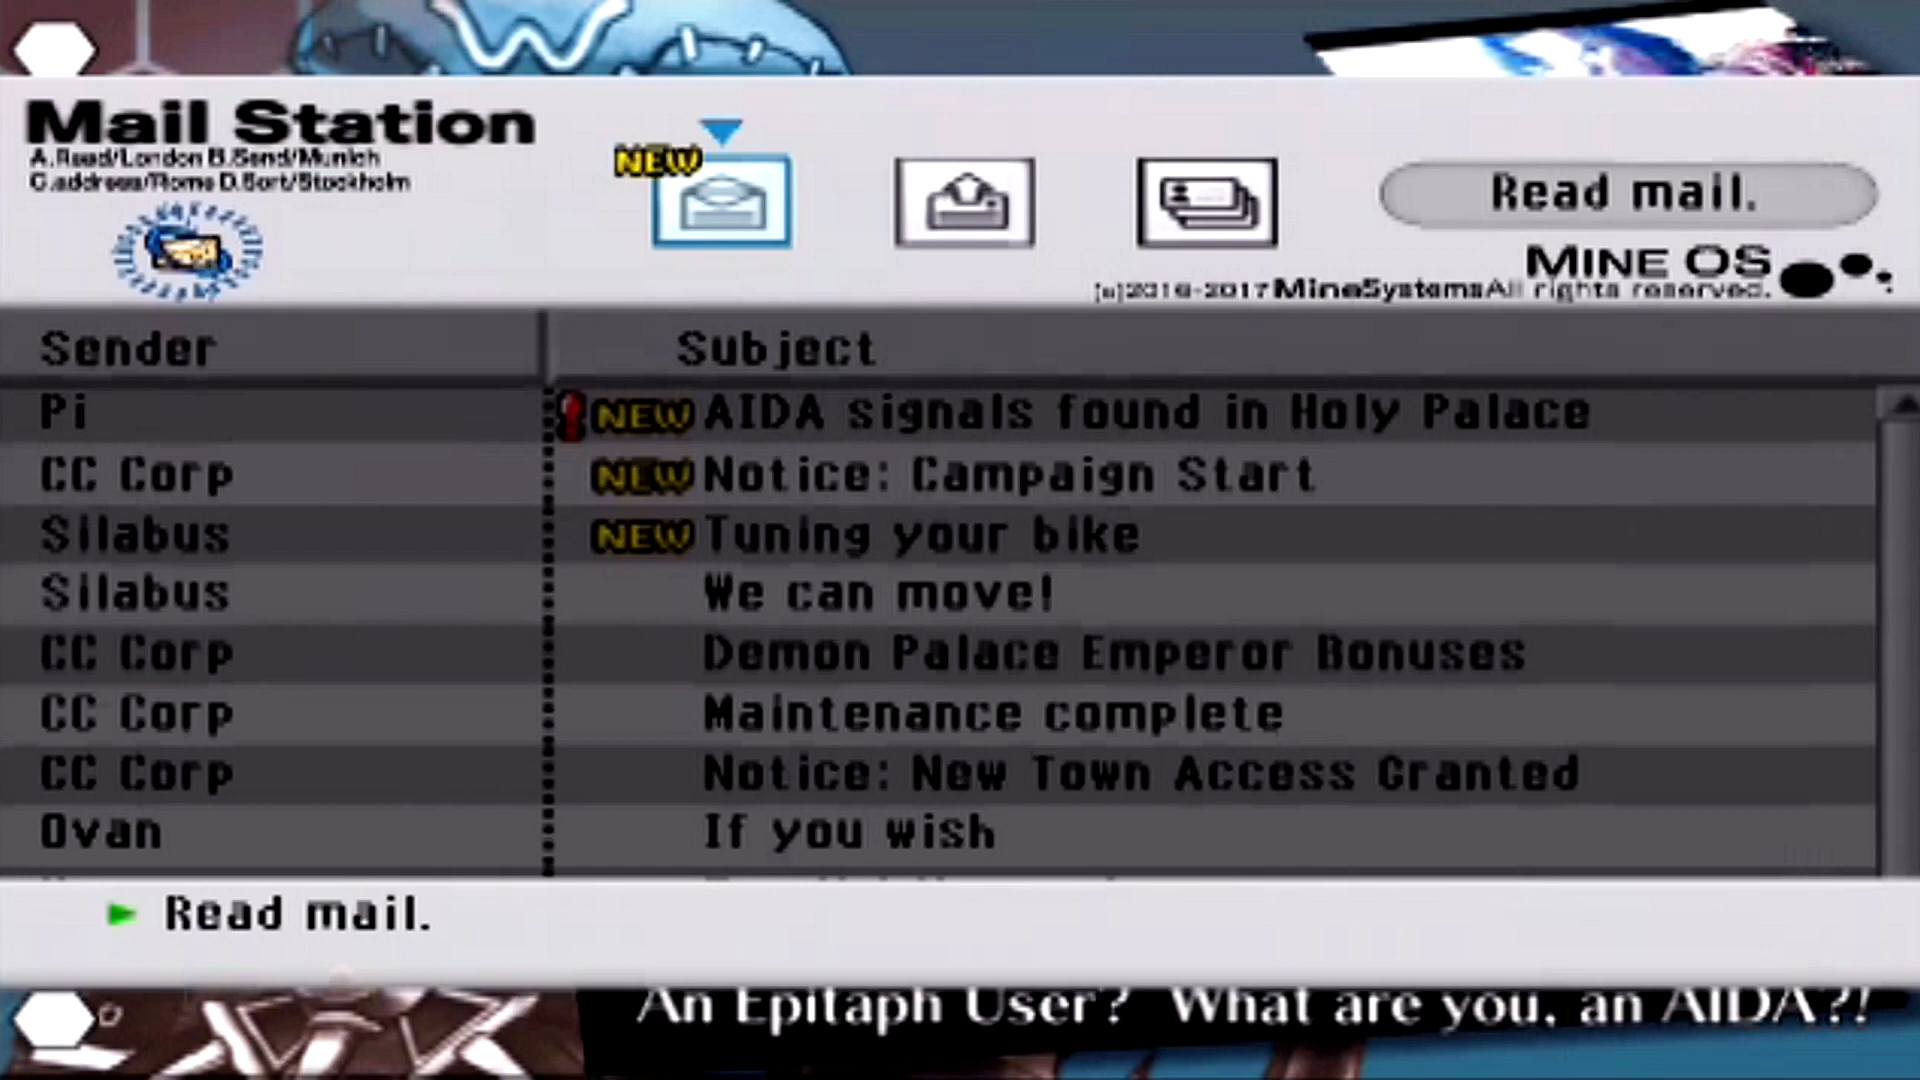 Mail Station
A.Read/London B.Send/Munich
C.address/Rome D.Sort/Stockholm
NEW
Read mail.
MINE OS
2016-2017 MineSystems All rights reserved.
Sender Subject
Pi ! NEW AIDA signals found in Holy Palace
CC Corp NEW Notice: Campaign Start
Silabus NEW Tuning your bike
Silabus We can move!
CC Corp Demon Palace Emperor Bonuses
CC Corp Maintenance complete
CC Corp Notice: New Town Access Granted
Ovan If you wish
Read mail.
An Epitaph User? What are you, an AIDA?!